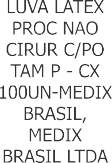 LUVA LATEX
PROC NAO
CIRUR C/PO
TAM P - CX
100UN-MEDIX
BRASIL,
MEDIX
BRASIL LTDA